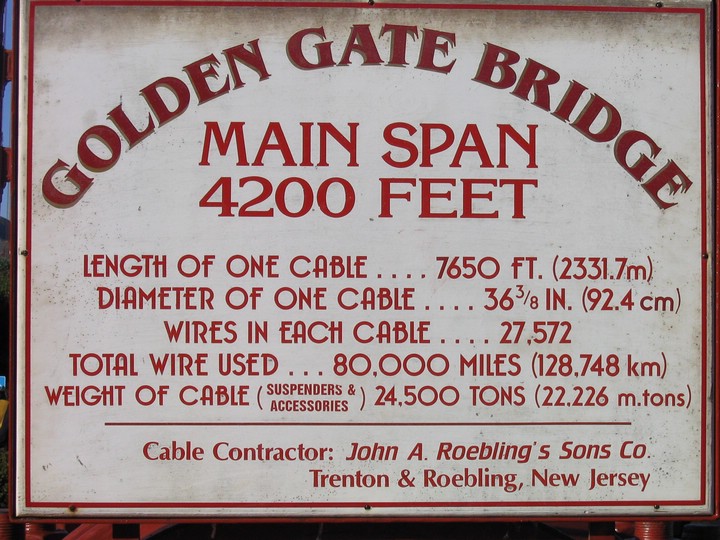 GOLDEN GATE BRIDGE
MAIN SPAN
4200 FEET
LENGTH OF ONE CABLE .... 7650 FT. (2331.7m)
DIAMETER OF ONE CABLE .... 36 3/8 IN. (92.4 cm)
WIRES IN EACH CABLE .... 27,572
TOTAL WIRE USED ... 80,000 MILES (128,748 km)
WEIGHT OF CABLE (SUSPENDERS & ACCESSORIES) 24,500 TONS (22,226 m.tons)
Cable Contractor: John A. Roebling's Sons Co.
Trenton & Roebling, New Jersey